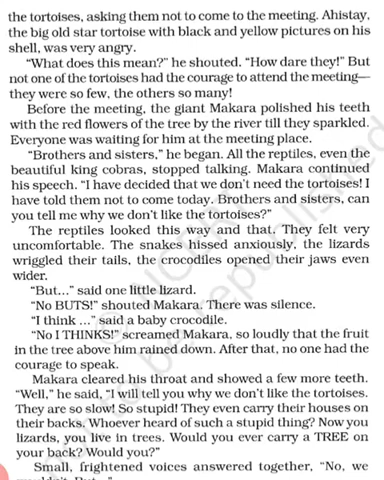 the tortoises, asking them not to come to the meeting. Ahistay,
the big old star tortoise with black and yellow pictures on his
shell, was very angry.
"What does this mean?" he shouted. "How dare they!" But
not one of the tortoises had the courage to attend the meeting—
they were so few, the others so many!
Before the meeting, the giant Makara polished his teeth
with the red flowers of the tree by the river till they sparkled.
Everyone was waiting for him at the meeting place.
"Brothers and sisters," he began. All the reptiles, even the
beautiful king cobras, stopped talking. Makara continued
his speech. "I have decided that we don't need the tortoises! I
have told them not to come today. Brothers and sisters, can
you tell me why we don't like the tortoises?"
The reptiles looked this way and that. They felt very
uncomfortable. The snakes hissed anxiously, the lizards
wriggled their tails, the crocodiles opened their jaws even
wider.
"But..." said one little lizard.
"No BUTS!" shouted Makara. There was silence.
"I think ..." said a baby crocodile.
"No I THINKS!" screamed Makara, so loudly that the fruit
in the tree above him rained down. After that, no one had the
courage to speak.
Makara cleared his throat and showed a few more teeth.
"Well," he said, "I will tell you why we don't like the tortoises.
They are so slow! So stupid! They even carry their houses on
their backs. Whoever heard of such a stupid thing? Now you
lizards, you live in trees. Would you ever carry a TREE on
your back? Would you?"
Small, frightened voices answered together, "No, we